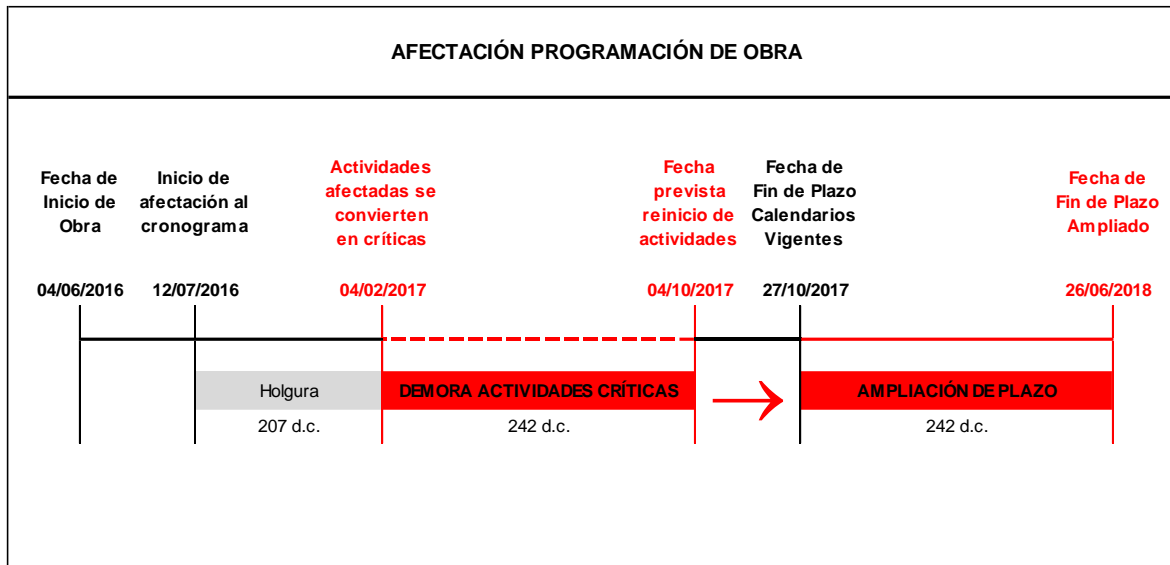 AFECTACIÓN PROGRAMACIÓN DE OBRA
Fecha de
Inicio de
Obra
Inicio de
afectación al
cronograma
Actividades
afectadas se
convierten
en críticas
Fecha
prevista
reinicio de
actividades
Fecha de
Fin de Plazo
Calendarios
Vigentes
Fecha de
Fin de Plazo
Ampliado
04/06/2016
12/07/2016
04/02/2017
04/10/2017
27/10/2017
26/06/2018
Holgura
DEMORA ACTIVIDADES CRÍTICAS
AMPLIACIÓN DE PLAZO
207 d.c.
242 d.c.
242 d.c.